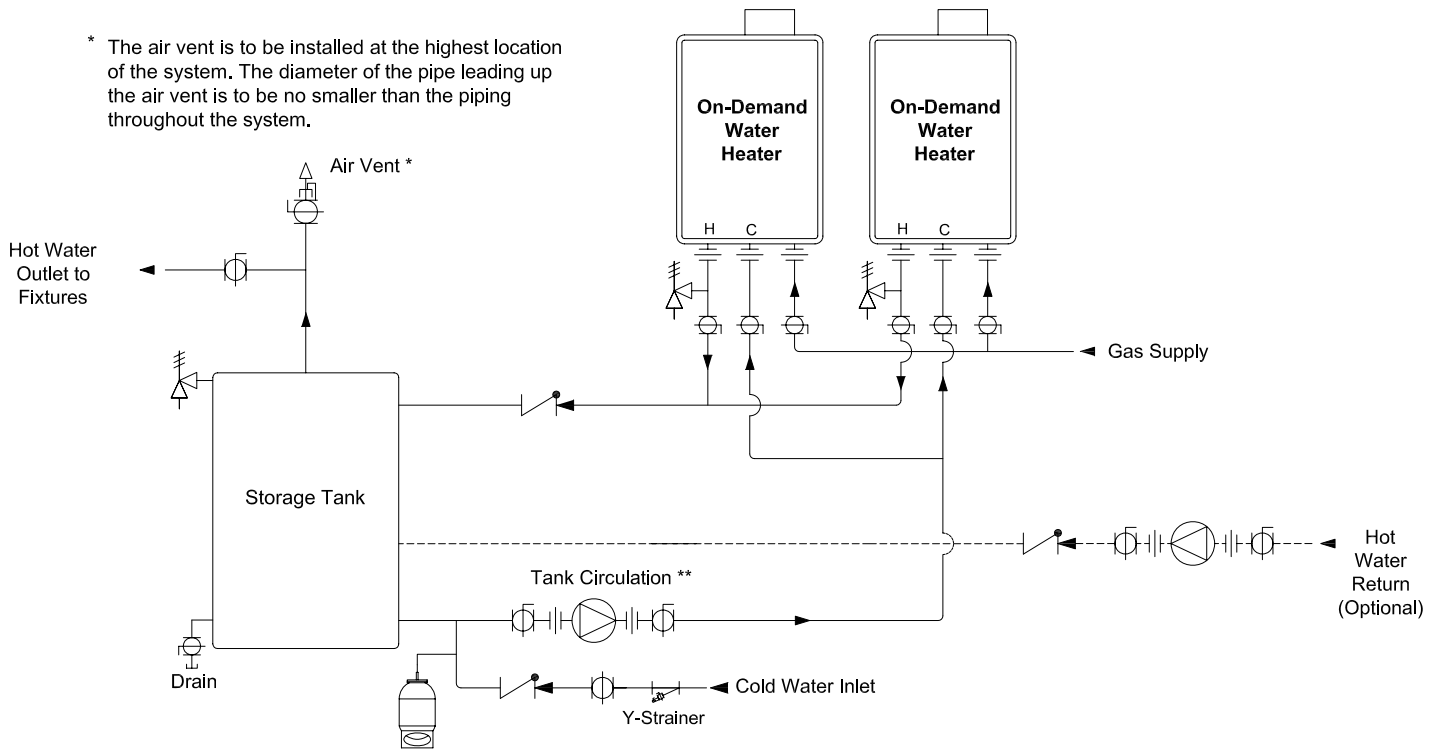 * The air vent is to be installed at the highest location
of the system. The diameter of the pipe leading up
the air vent is to be no smaller than the piping
throughout the system.
On-Demand
Water
Heater
On-Demand
Water
Heater
Air Vent *
H C
H C
Hot Water
Outlet to
Fixtures
Gas Supply
Storage Tank
Hot
Water
Return
(Optional)
Tank Circulation **
Drain
Cold Water Inlet
Y-Strainer